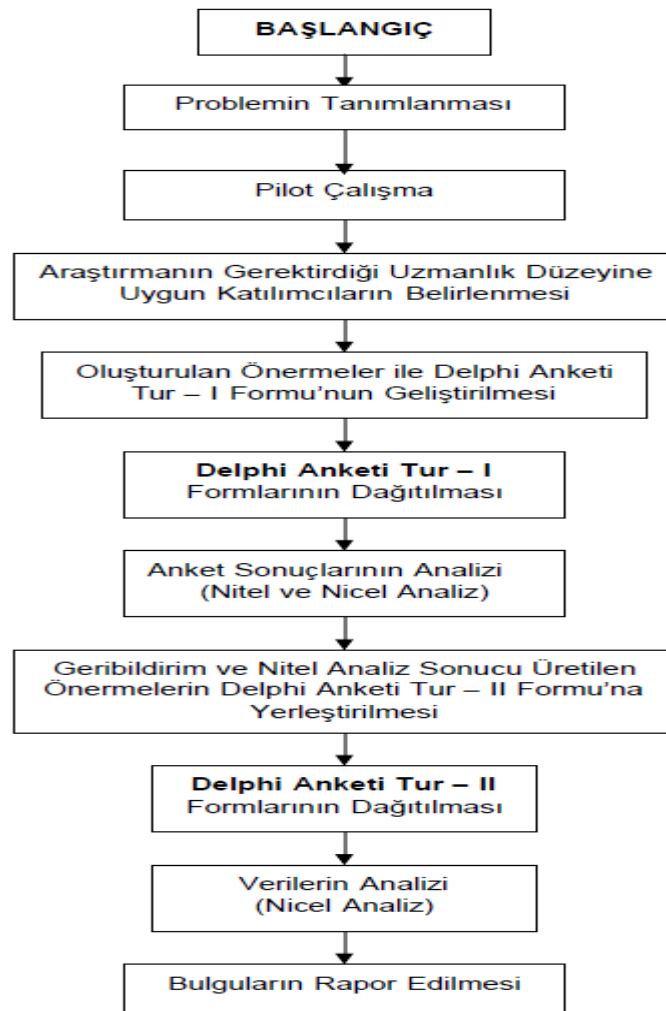 BAŞLANGIÇ
Problemin Tanımlanması
Pilot Çalışma
Araştırmanın Gerektirdiği Uzmanlık Düzeyine
Uygun Katılımcıların Belirlenmesi
Oluşturulan Önermeler ile Delphi Anketi
Tur – I Formu’nun Geliştirilmesi
Delphi Anketi Tur – I
Formlarının Dağıtılması
Anket Sonuçlarının Analizi
(Nitel ve Nicel Analiz)
Geribildirim ve Nitel Analiz Sonucu Üretilen
Önermelerin Delphi Anketi Tur – II Formu’na
Yerleştirilmesi
Delphi Anketi Tur – II
Formlarının Dağıtılması
Verilerin Analizi
(Nicel Analiz)
Bulguların Rapor Edilmesi